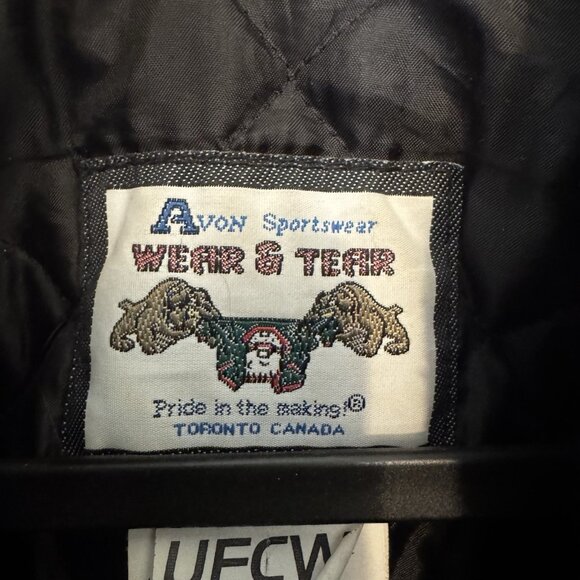 AVON Sportswear
WEAR & TEAR
Pride in the making!®
TORONTO CANADA
UFCW